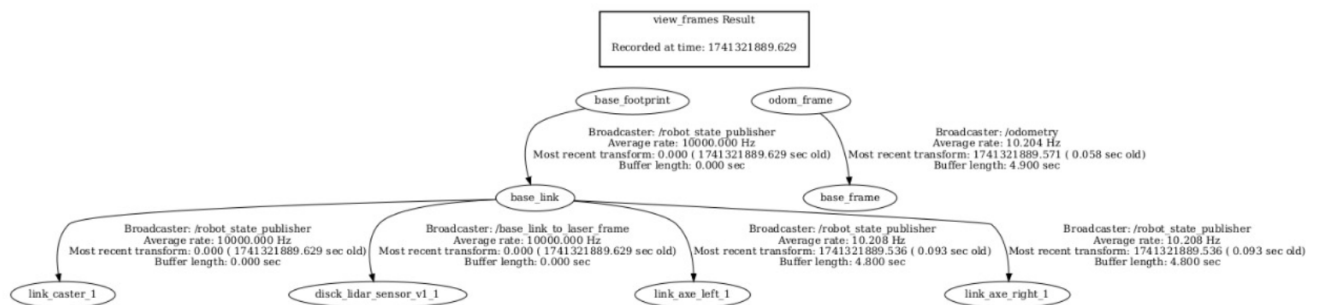 view_frames Result
Recorded at time: 1741321889.629
base_footprint
odom_frame
Broadcaster: /robot_state_publisher
Average rate: 10000.000 Hz
Most recent transform: 0.000 ( 1741321889.629 sec old)
Buffer length: 0.000 sec
Broadcaster: /odometry
Average rate: 10.204 Hz
Most recent transform: 1741321889.571 ( 0.058 sec old)
Buffer length: 4.900 sec
base_link
base_frame
Broadcaster: /robot_state_publisher
Average rate: 10000.000 Hz
Most recent transform: 0.000 ( 1741321889.629 sec old)
Buffer length: 0.000 sec
Broadcaster: /base_link_to_laser_frame
Average rate: 10000.000 Hz
Most recent transform: 0.000 ( 1741321889.629 sec old)
Buffer length: 0.000 sec
Broadcaster: /robot_state_publisher
Average rate: 10.208 Hz
Most recent transform: 1741321889.536 ( 0.093 sec old)
Buffer length: 4.800 sec
Broadcaster: /robot_state_publisher
Average rate: 10.208 Hz
Most recent transform: 1741321889.536 ( 0.093 sec old)
Buffer length: 4.800 sec
link_caster_1
disck_lidar_sensor_v1_1
link_axe_left_1
link_axe_right_1